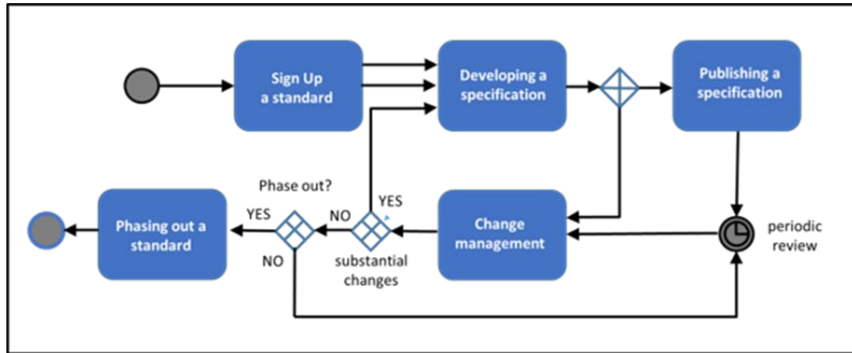 Sign Up
a standard
Developing a
specification
Publishing a
specification
Phase out?
YES
NO
YES
NO
Phasing out a
standard
substantial
changes
Change
management
periodic
review